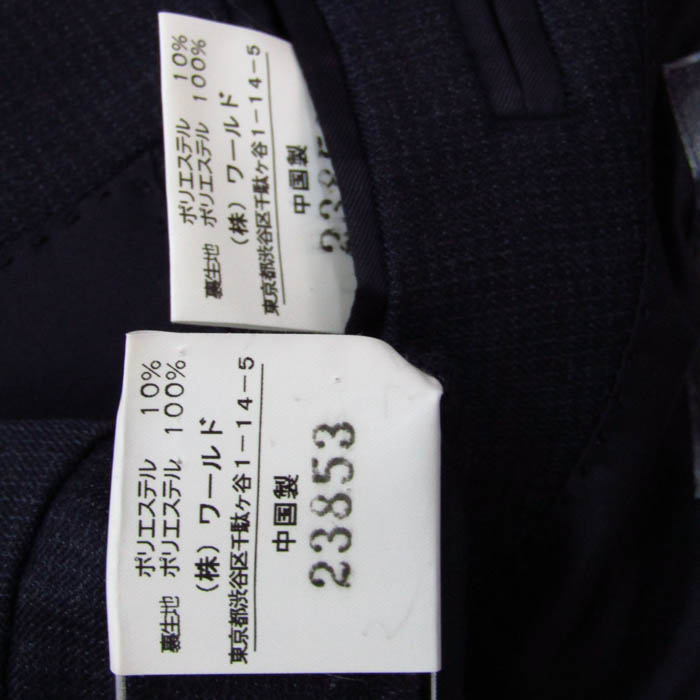 ポリエステル 10%
裏生地 ポリエステル 100%
(株) ワールド
東京都渋谷区千駄ケ谷1-14-5
中国製
2385
ポリエステル 10%
裏生地 ポリエステル 100%
(株) ワールド
東京都渋谷区千駄ケ谷1-14-5
中国製
23853